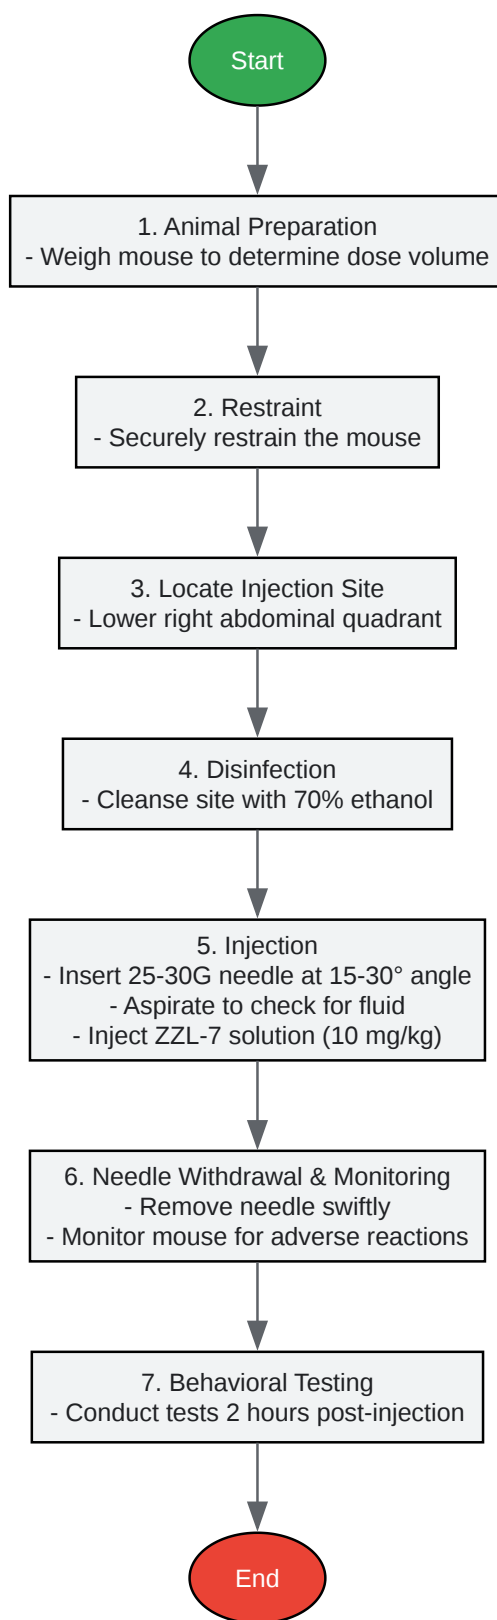 Start
1. Animal Preparation
- Weigh mouse to determine dose volume
2. Restraint
- Securely restrain the mouse
3. Locate Injection Site
- Lower right abdominal quadrant
4. Disinfection
- Cleanse site with 70% ethanol
5. Injection
- Insert 25-30G needle at 15-30° angle
- Aspirate to check for fluid
- Inject ZZL-7 solution (10 mg/kg)
6. Needle Withdrawal & Monitoring
- Remove needle swiftly
- Monitor mouse for adverse reactions
7. Behavioral Testing
- Conduct tests 2 hours post-injection
End